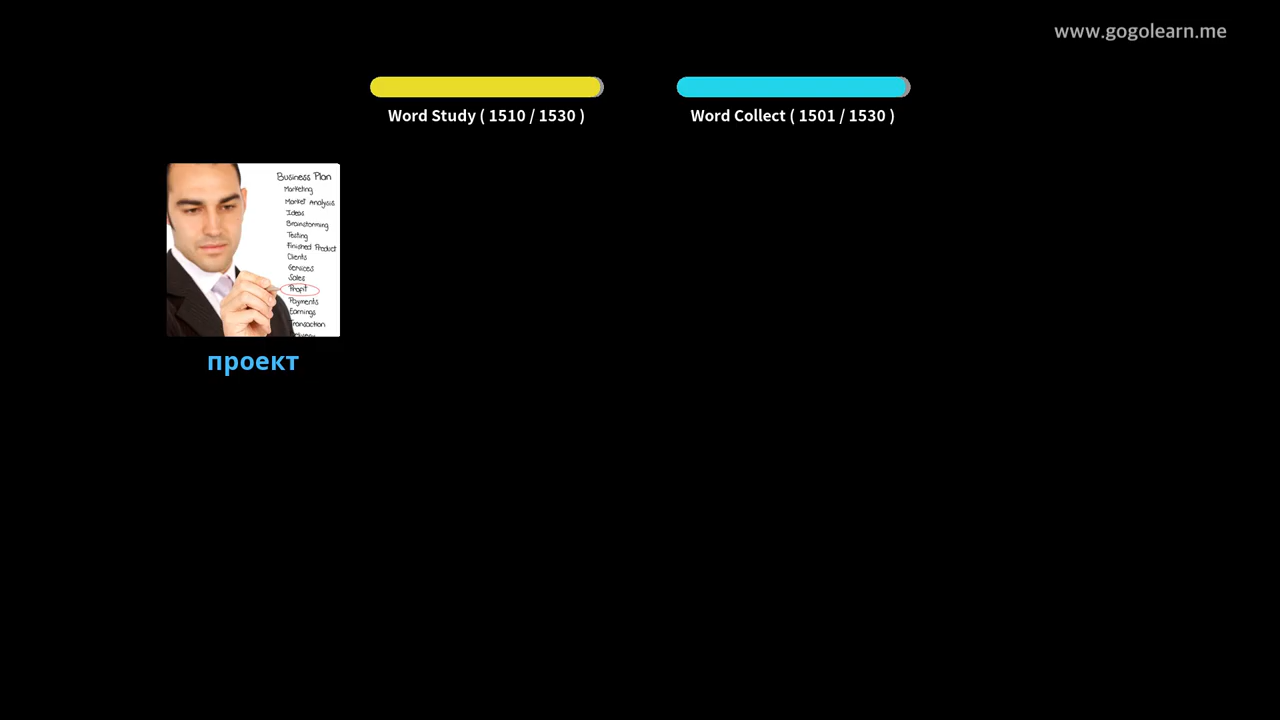 www.gogolearn.me
Word Study ( 1510 / 1530 )
Word Collect ( 1501 / 1530 )
Business Plan
Marketing
Market Analysis
Ideas
Brainstorming
Testing
Finished Product
Clients
Services
Sales
Profit
Payments
Earnings
Transaction
проект